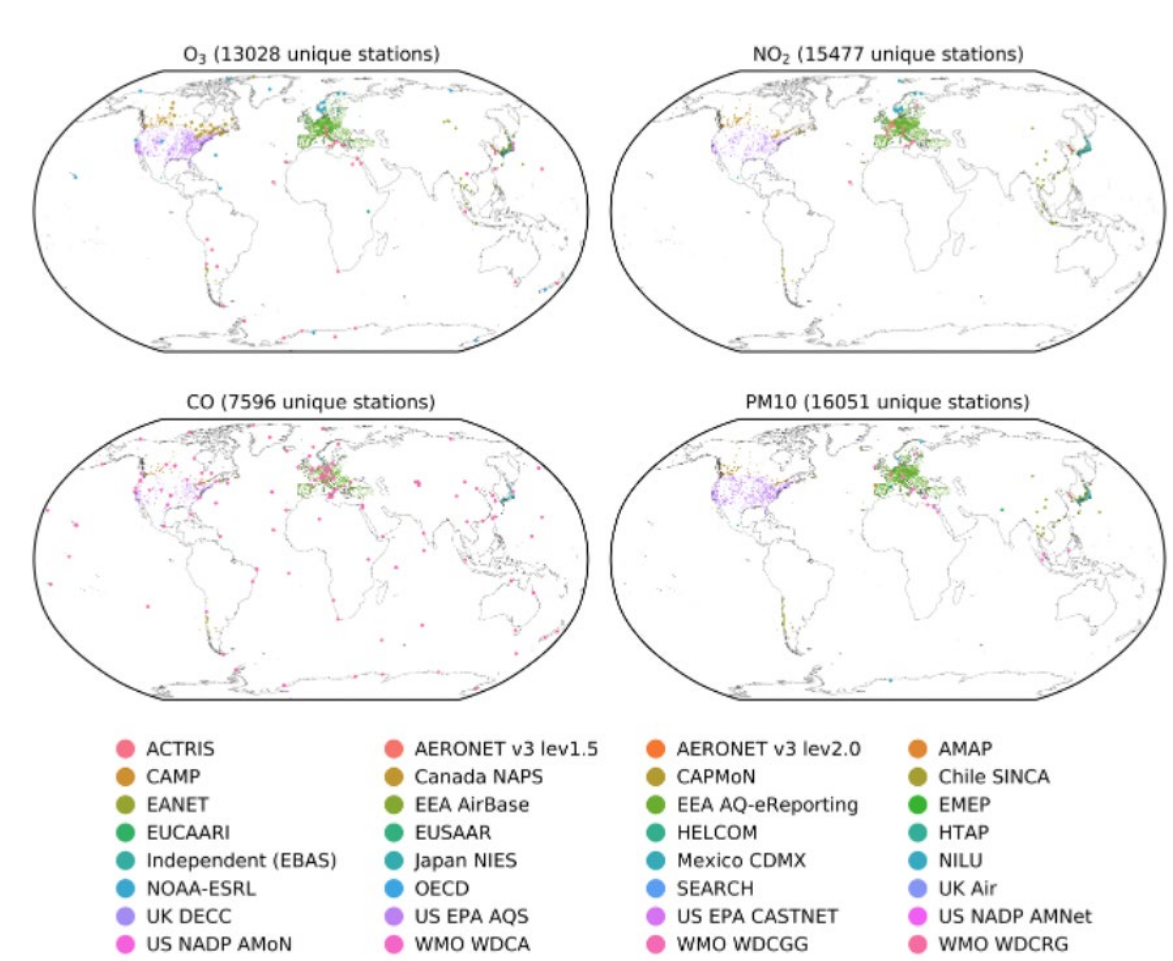 O₃ (13028 unique stations)
NO₂ (15477 unique stations)
CO (7596 unique stations)
PM10 (16051 unique stations)
ACTRIS
AERONET v3 lev1.5
AERONET v3 lev2.0
AMAP
CAMP
Canada NAPS
CAPMoN
Chile SINCA
EANET
EEA AirBase
EEA AQ-eReporting
EMEP
EUCAARI
EUSAAR
HELCOM
HTAP
Independent (EBAS)
Japan NIES
Mexico CDMX
NILU
NOAA-ESRL
OECD
SEARCH
UK Air
UK DECC
US EPA AQS
US EPA CASTNET
US NADP AMNet
US NADP AMoN
WMO WDCA
WMO WDCGG
WMO WDCRG